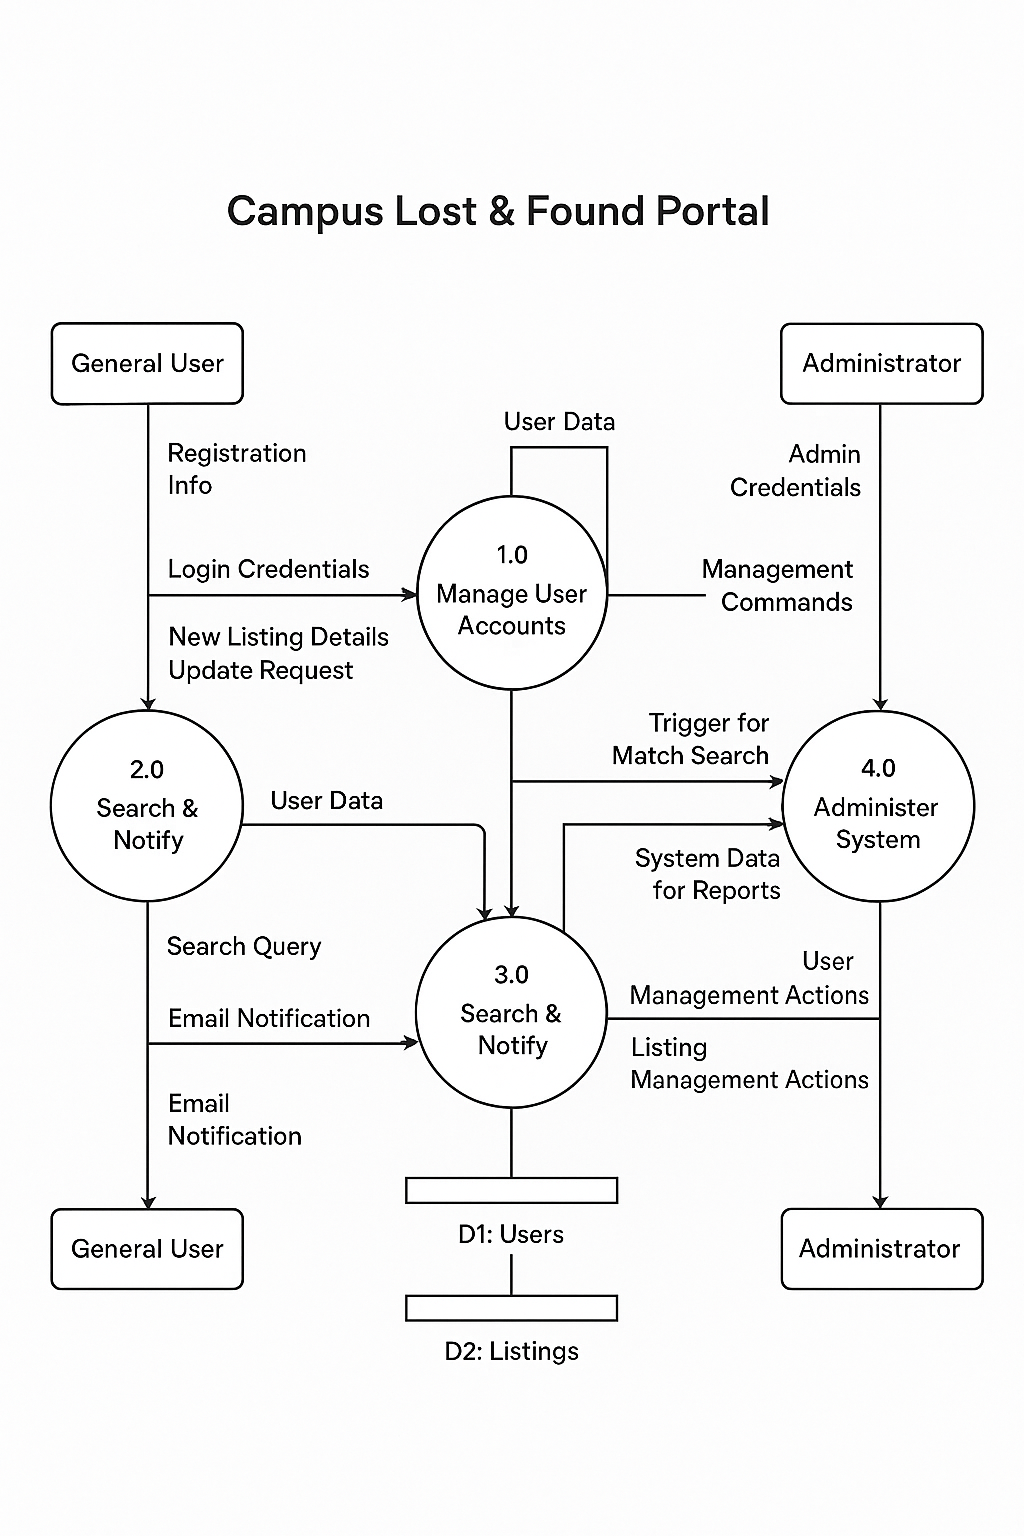 Campus Lost & Found Portal
General User
Administrator
User Data
Registration
Info
Admin
Credentials
Login Credentials
1.0
Manage User
Accounts
Management
Commands
New Listing Details
Update Request
Trigger for
Match Search
2.0
Search &
Notify
User Data
4.0
Administer
System
System Data
for Reports
Search Query
3.0
Search &
Notify
User
Management Actions
Email Notification
Listing
Management Actions
Email
Notification
General User
D1: Users
Administrator
D2: Listings